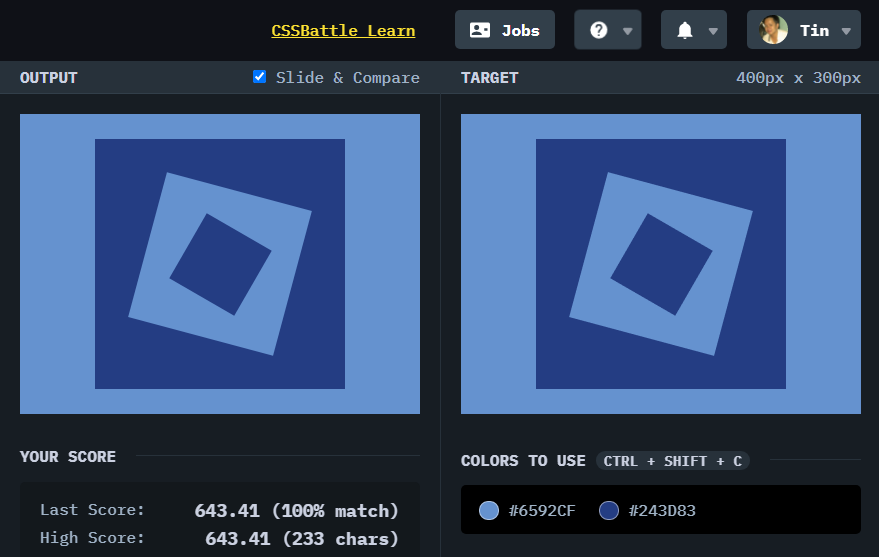 CSSBattle Learn Jobs Tin
OUTPUT Slide & Compare TARGET 400px x 300px
YOUR SCORE
COLORS TO USE CTRL + SHIFT + C
Last Score: 643.41 (100% match)
High Score: 643.41 (233 chars)
#6592CF #243D83